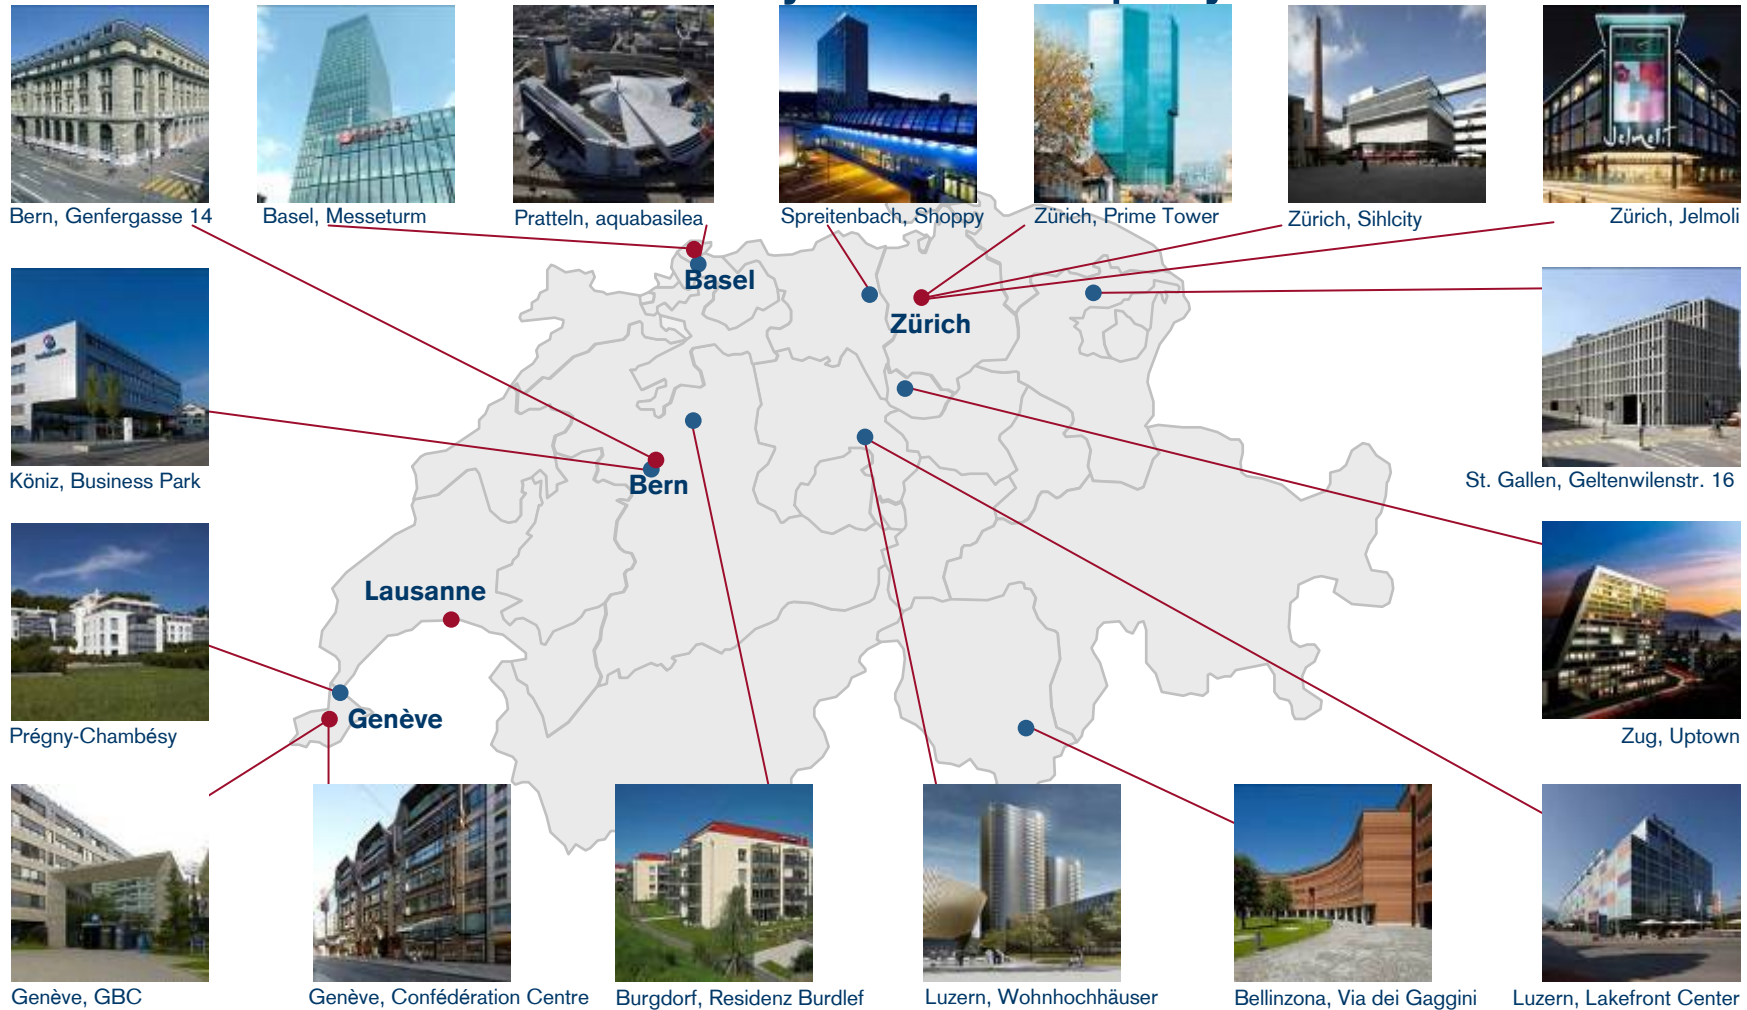 Bern, Genfergasse 14
Basel, Messeturm
Pratteln, aquabasilea
Spreitenbach, Shoppy
Zürich, Prime Tower
Zürich, Sihlcity
Jelmoli
Zürich, Jelmoli
Basel
Zürich
Köniz, Business Park
Bern
St. Gallen, Geltenwilenstr. 16
Lausanne
Prégny-Chambésy
Genève
Zug, Uptown
Genève, GBC
Genève, Confédération Centre
Burgdorf, Residenz Burdlef
Luzern, Wohnhochhäuser
Bellinzona, Via dei Gaggini
Luzern, Lakefront Center